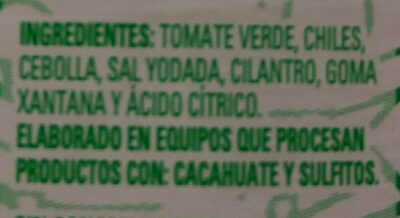 INGREDIENTES: TOMATE VERDE, CHILES,
CEBOLLA, SAL YODADA, CILANTRO, GOMA
XANTANA Y ÁCIDO CÍTRICO.
ELABORADO EN EQUIPOS QUE PROCESAN
PRODUCTOS CON: CACAHUATE Y SULFITOS.